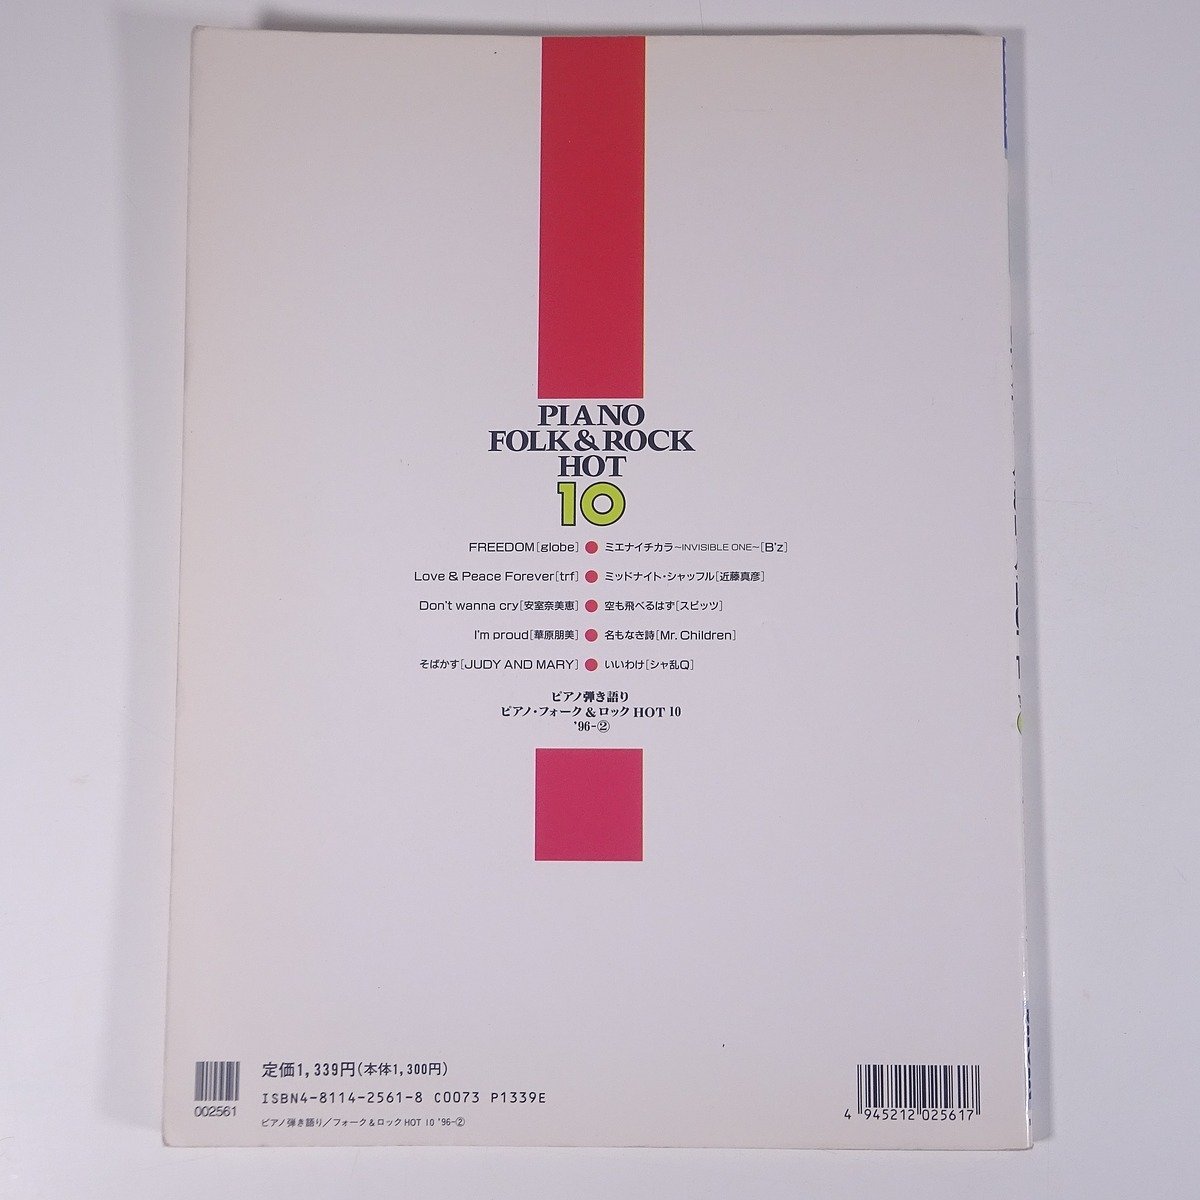 PIANO
FOLK&ROCK
HOT
10
FREEDOM[globe] ● ミエナイチカラ~INVISIBLE ONE~[B'z]
Love & Peace Forever[trf] ● ミッドナイト・シャッフル[近藤真彦]
Don't wanna cry[安室奈美恵] ● 空も飛べるはず[スピッツ]
I'm proud[華原朋美] ● 名もなき詩[Mr. Children]
そばかす[JUDY AND MARY] ● いいわけ[シャ乱Q]
ピアノ弾き語り
ピアノ・フォーク&ロック HOT 10
'96-②
定価1,339円(本体1,300円)
ISBN4-8114-2561-8 C0073 P1339E
002561
ピアノ弾き語り/フォーク&ロック HOT 10 '96-②
4 945212 025617